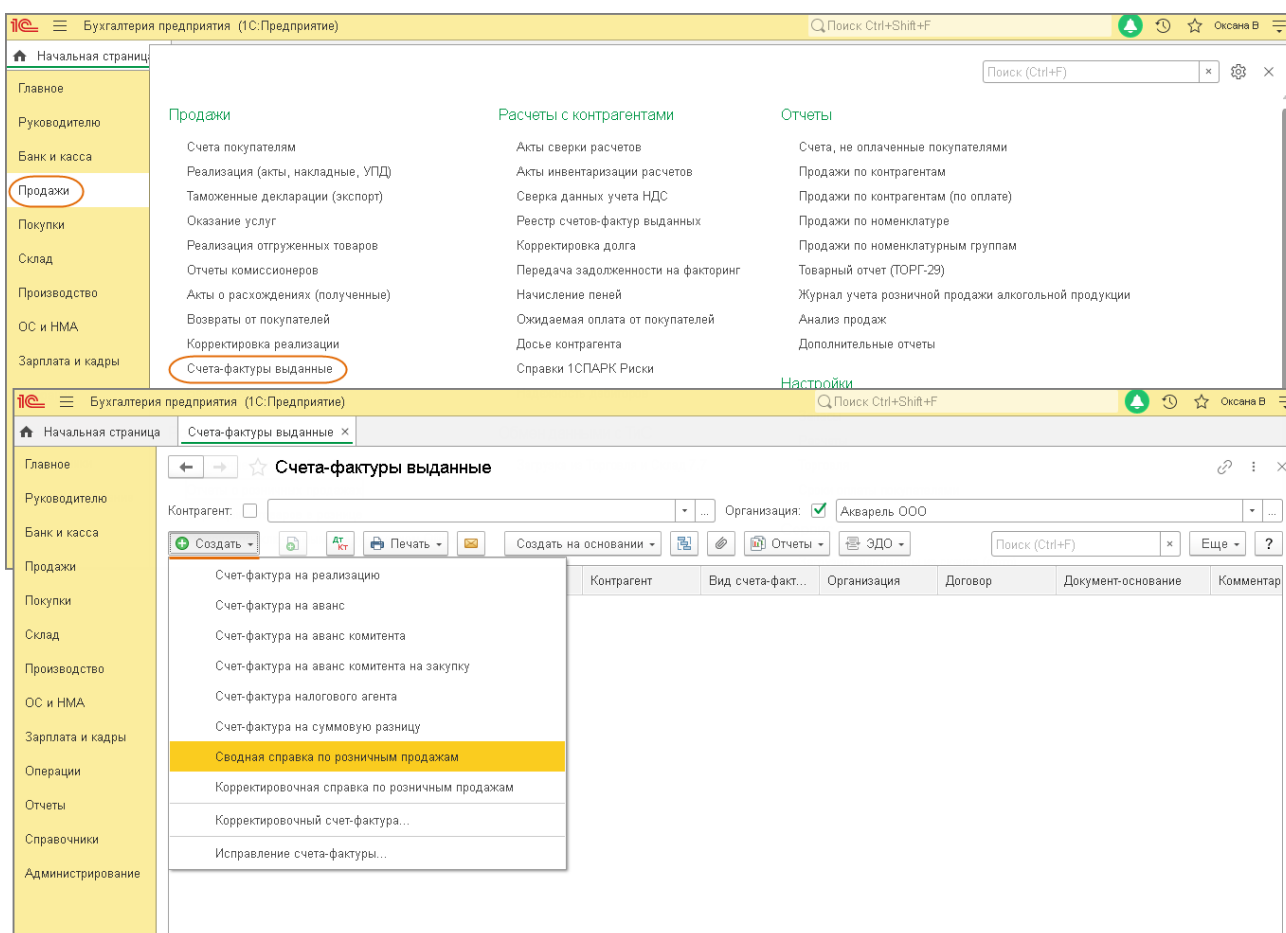 1С Бухгалтерия предприятия (1С:Предприятие) Поиск Ctrl+Shift+F Оксана В
Начальная страница
Поиск (Ctrl+F) ×
Главное
Руководителю
Банк и касса
Продажи
Покупки
Склад
Производство
ОС и НМА
Зарплата и кадры
Продажи
Счета покупателям
Реализация (акты, накладные, УПД)
Таможенные декларации (экспорт)
Оказание услуг
Реализация отгруженных товаров
Отчеты комиссионеров
Акты о расхождениях (полученные)
Возвраты от покупателей
Корректировка реализации
Счета-фактуры выданные
Расчеты с контрагентами
Акты сверки расчетов
Акты инвентаризации расчетов
Сверка данных учета НДС
Реестр счетов-фактур выданных
Корректировка долга
Передача задолженности на факторинг
Начисление пеней
Ожидаемая оплата от покупателей
Досье контрагента
Справки 1СПАРК Риски
Отчеты
Счета, не оплаченные покупателями
Продажи по контрагентам
Продажи по контрагентам (по оплате)
Продажи по номенклатуре
Продажи по номенклатурным группам
Товарный отчет (ТОРГ-29)
Журнал учета розничной продажи алкогольной продукции
Анализ продаж
Дополнительные отчеты
Настройки
1С Бухгалтерия предприятия (1С:Предприятие) Поиск Ctrl+Shift+F Оксана В
Начальная страница Счета-фактуры выданные ×
Главное
Руководителю
Банк и касса
Продажи
Покупки
Склад
Производство
ОС и НМА
Зарплата и кадры
Операции
Отчеты
Справочники
Администрирование
Счета-фактуры выданные
Контрагент: ... Организация: Акварель ООО ...
Создать Дт Кт Печать Создать на основании Отчеты ЭДО Поиск (Ctrl+F) × Еще ?
Контрагент Вид счета-факт... Организация Договор Документ-основание Комментар
Счет-фактура на реализацию
Счет-фактура на аванс
Счет-фактура на аванс комитента
Счет-фактура на аванс комитента на закупку
Счет-фактура налогового агента
Счет-фактура на суммовую разницу
Сводная справка по розничным продажам
Корректировочная справка по розничным продажам
Корректировочный счет-фактура...
Исправление счета-фактуры...